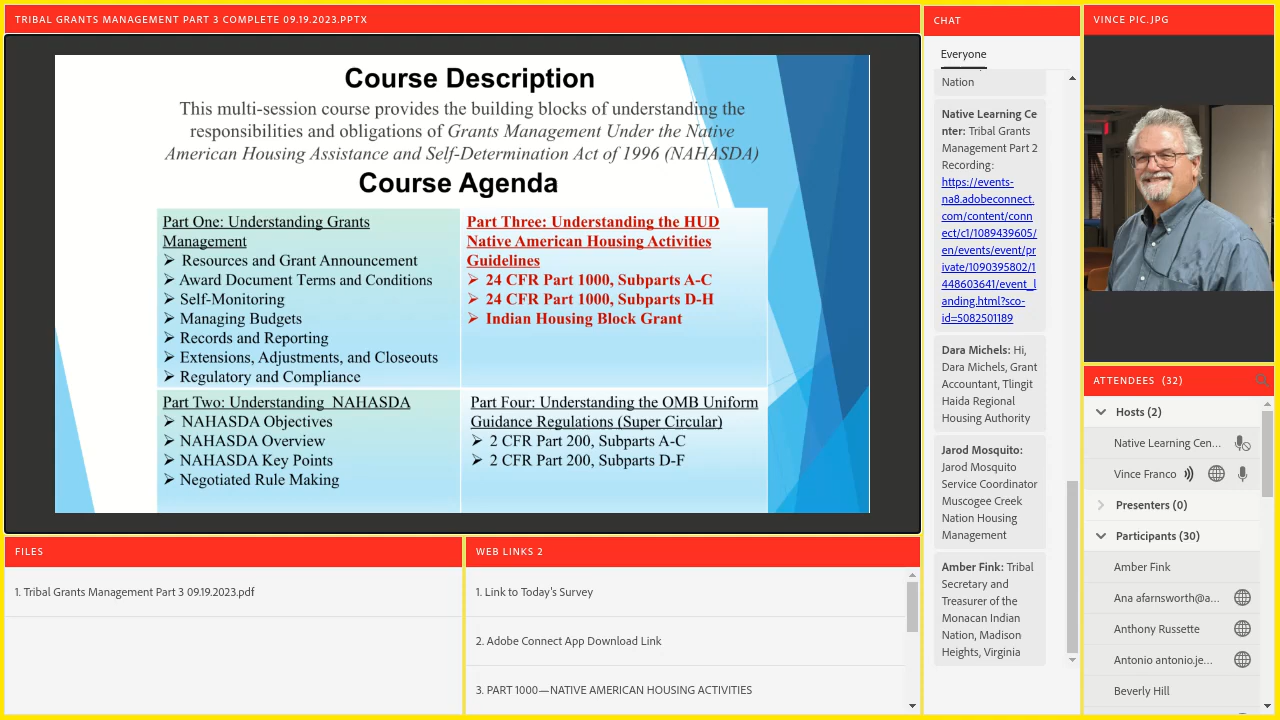 TRIBAL GRANTS MANAGEMENT PART 3 COMPLETE 09.19.2023.PPTX
Course Description
This multi-session course provides the building blocks of understanding the
responsibilities and obligations of Grants Management Under the Native
American Housing Assistance and Self-Determination Act of 1996 (NAHASDA)
Course Agenda
Part One: Understanding Grants
Management
Resources and Grant Announcement
Award Document Terms and Conditions
Self-Monitoring
Managing Budgets
Records and Reporting
Extensions, Adjustments, and Closeouts
Regulatory and Compliance
Part Three: Understanding the HUD
Native American Housing Activities
Guidelines
24 CFR Part 1000, Subparts A-C
24 CFR Part 1000, Subparts D-H
Indian Housing Block Grant
Part Two: Understanding NAHASDA
NAHASDA Objectives
NAHASDA Overview
NAHASDA Key Points
Negotiated Rule Making
Part Four: Understanding the OMB Uniform
Guidance Regulations (Super Circular)
2 CFR Part 200, Subparts A-C
2 CFR Part 200, Subparts D-F
FILES
1. Tribal Grants Management Part 3 09.19.2023.pdf
WEB LINKS 2
1. Link to Today's Survey
2. Adobe Connect App Download Link
3. PART 1000—NATIVE AMERICAN HOUSING ACTIVITIES
CHAT
Everyone
Nation
Native Learning Ce
nter: Tribal Grants
Management Part 2
Recording:
https://events-
na8.adobeconnect.
com/content/conn
ect/c1/1089439605/
en/events/event/pr
ivate/1090395802/1
448603641/event_l
anding.html?sco-
id=5082501189
Dara Michels: Hi,
Dara Michels, Grant
Accountant, Tlingit
Haida Regional
Housing Authority
Jarod Mosquito:
Jarod Mosquito
Service Coordinator
Muscogee Creek
Nation Housing
Management
Amber Fink: Tribal
Secretary and
Treasurer of the
Monacan Indian
Nation, Madison
Heights, Virginia
VINCE PIC.JPG
ATTENDEES (32)
Hosts (2)
Native Learning Cen...
Vince Franco
Presenters (0)
Participants (30)
Amber Fink
Ana afarnsworth@a...
Anthony Russette
Antonio antonio.je...
Beverly Hill